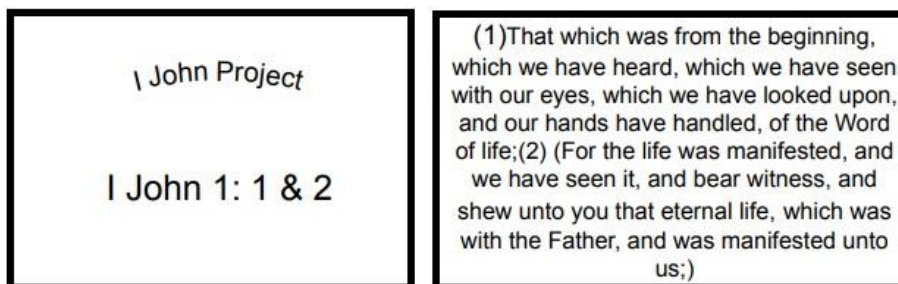 I John Project
I John 1: 1 & 2
(1)That which was from the beginning,
which we have heard, which we have seen
with our eyes, which we have looked upon,
and our hands have handled, of the Word
of life;(2) (For the life was manifested, and
we have seen it, and bear witness, and
shew unto you that eternal life, which was
with the Father, and was manifested unto
us;)